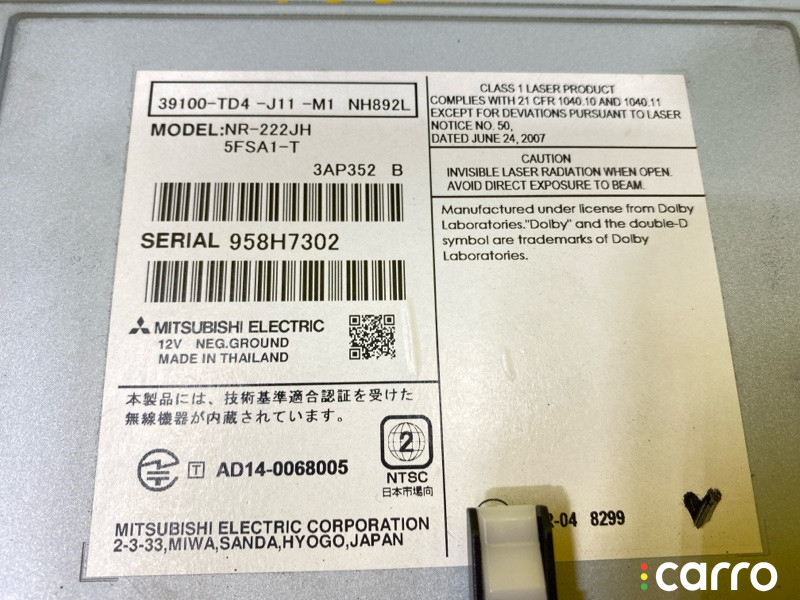 39100-TD4 -J11 -M1 NH892L
MODEL:NR-222JH
5FSA1-T
3AP352 B
SERIAL 958H7302
MITSUBISHI ELECTRIC
12V NEG.GROUND
MADE IN THAILAND
本製品には、技術基準適合認証を受けた
無線機器が内蔵されています。
T AD14-0068005
2
NTSC
日本市場向
MITSUBISHI ELECTRIC CORPORATION
2-3-33,MIWA,SANDA,HYOGO,JAPAN
CLASS 1 LASER PRODUCT
COMPLIES WITH 21 CFR 1040.10 AND 1040.11
EXCEPT FOR DEVIATIONS PURSUANT TO LASER
NOTICE NO. 50,
DATED JUNE 24, 2007
CAUTION
INVISIBLE LASER RADIATION WHEN OPEN.
AVOID DIRECT EXPOSURE TO BEAM.
Manufactured under license from Dolby
Laboratories."Dolby" and the double-D
symbol are trademarks of Dolby
Laboratories.
-04 8299
carro